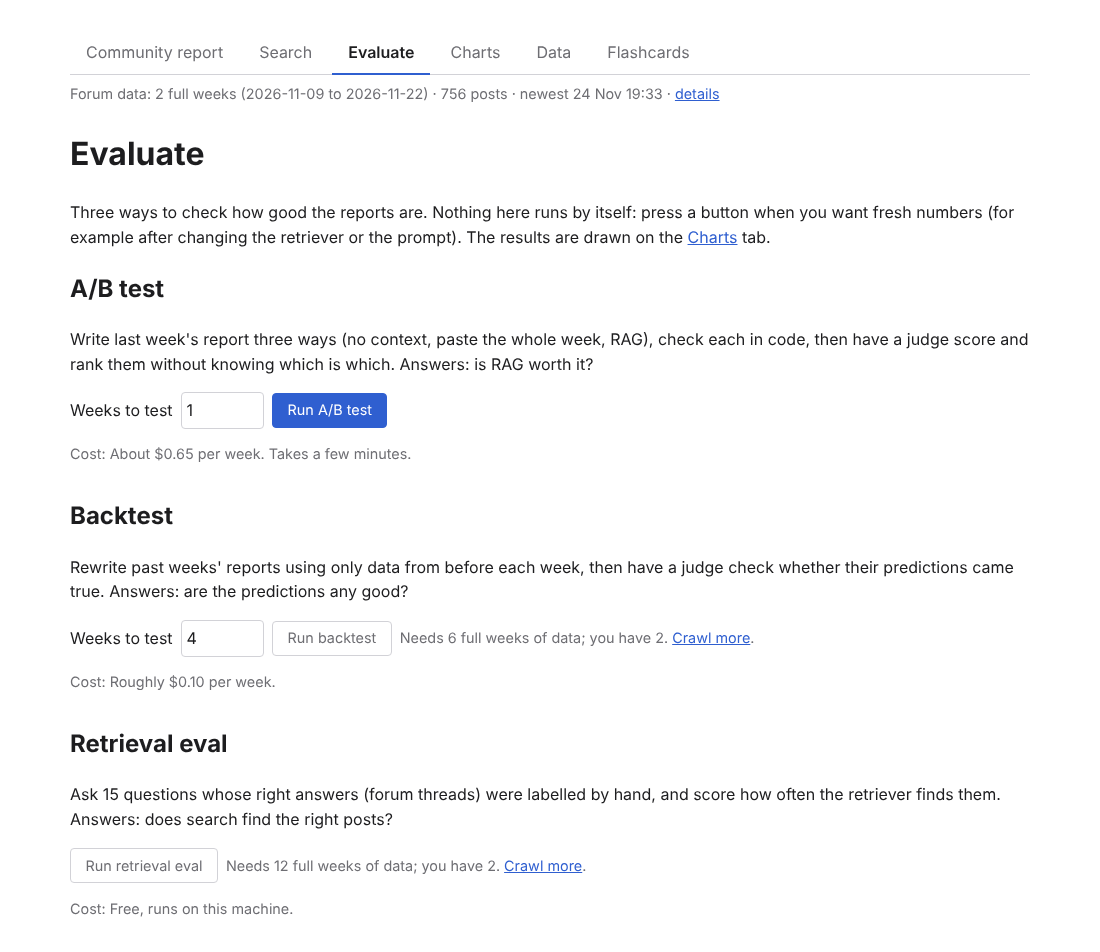 Community report Search Evaluate Charts Data Flashcards
Forum data: 2 full weeks (2026-11-09 to 2026-11-22) · 756 posts · newest 24 Nov 19:33 · details
Evaluate
Three ways to check how good the reports are. Nothing here runs by itself: press a button when you want fresh numbers (for
example after changing the retriever or the prompt). The results are drawn on the Charts tab.
A/B test
Write last week's report three ways (no context, paste the whole week, RAG), check each in code, then have a judge score and
rank them without knowing which is which. Answers: is RAG worth it?
Weeks to test 1 Run A/B test
Cost: About $0.65 per week. Takes a few minutes.
Backtest
Rewrite past weeks' reports using only data from before each week, then have a judge check whether their predictions came
true. Answers: are the predictions any good?
Weeks to test 4 Run backtest Needs 6 full weeks of data; you have 2. Crawl more.
Cost: Roughly $0.10 per week.
Retrieval eval
Ask 15 questions whose right answers (forum threads) were labelled by hand, and score how often the retriever finds them.
Answers: does search find the right posts?
Run retrieval eval Needs 12 full weeks of data; you have 2. Crawl more.
Cost: Free, runs on this machine.